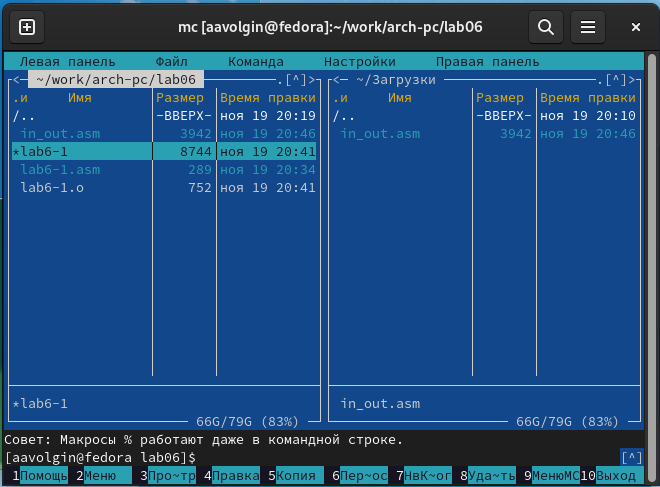 mc [aavolgin@fedora]:~/work/arch-pc/lab06
Левая панель Файл Команда Настройки Правая панель
<— ~/work/arch-pc/lab06 .[^]> <— ~/Загрузки .[^]>
.и Имя Размер Время правки .и Имя Размер Время правки
/.. -ВВЕРХ- ноя 19 20:19 /.. -ВВЕРХ- ноя 19 20:10
in_out.asm 3942 ноя 19 20:46 in_out.asm 3942 ноя 19 20:46
*lab6-1 8744 ноя 19 20:41
lab6-1.asm 289 ноя 19 20:34
lab6-1.o 752 ноя 19 20:41
*lab6-1 in_out.asm
66G/79G (83%) 66G/79G (83%)
Совет: Макросы % работают даже в командной строке.
[aavolgin@fedora lab06]$ [^]
1Помощь 2Меню 3Про~тр 4Правка 5Копия 6Пер~ос 7НвК~ог 8Уда~ть 9МенюMC 10Выход